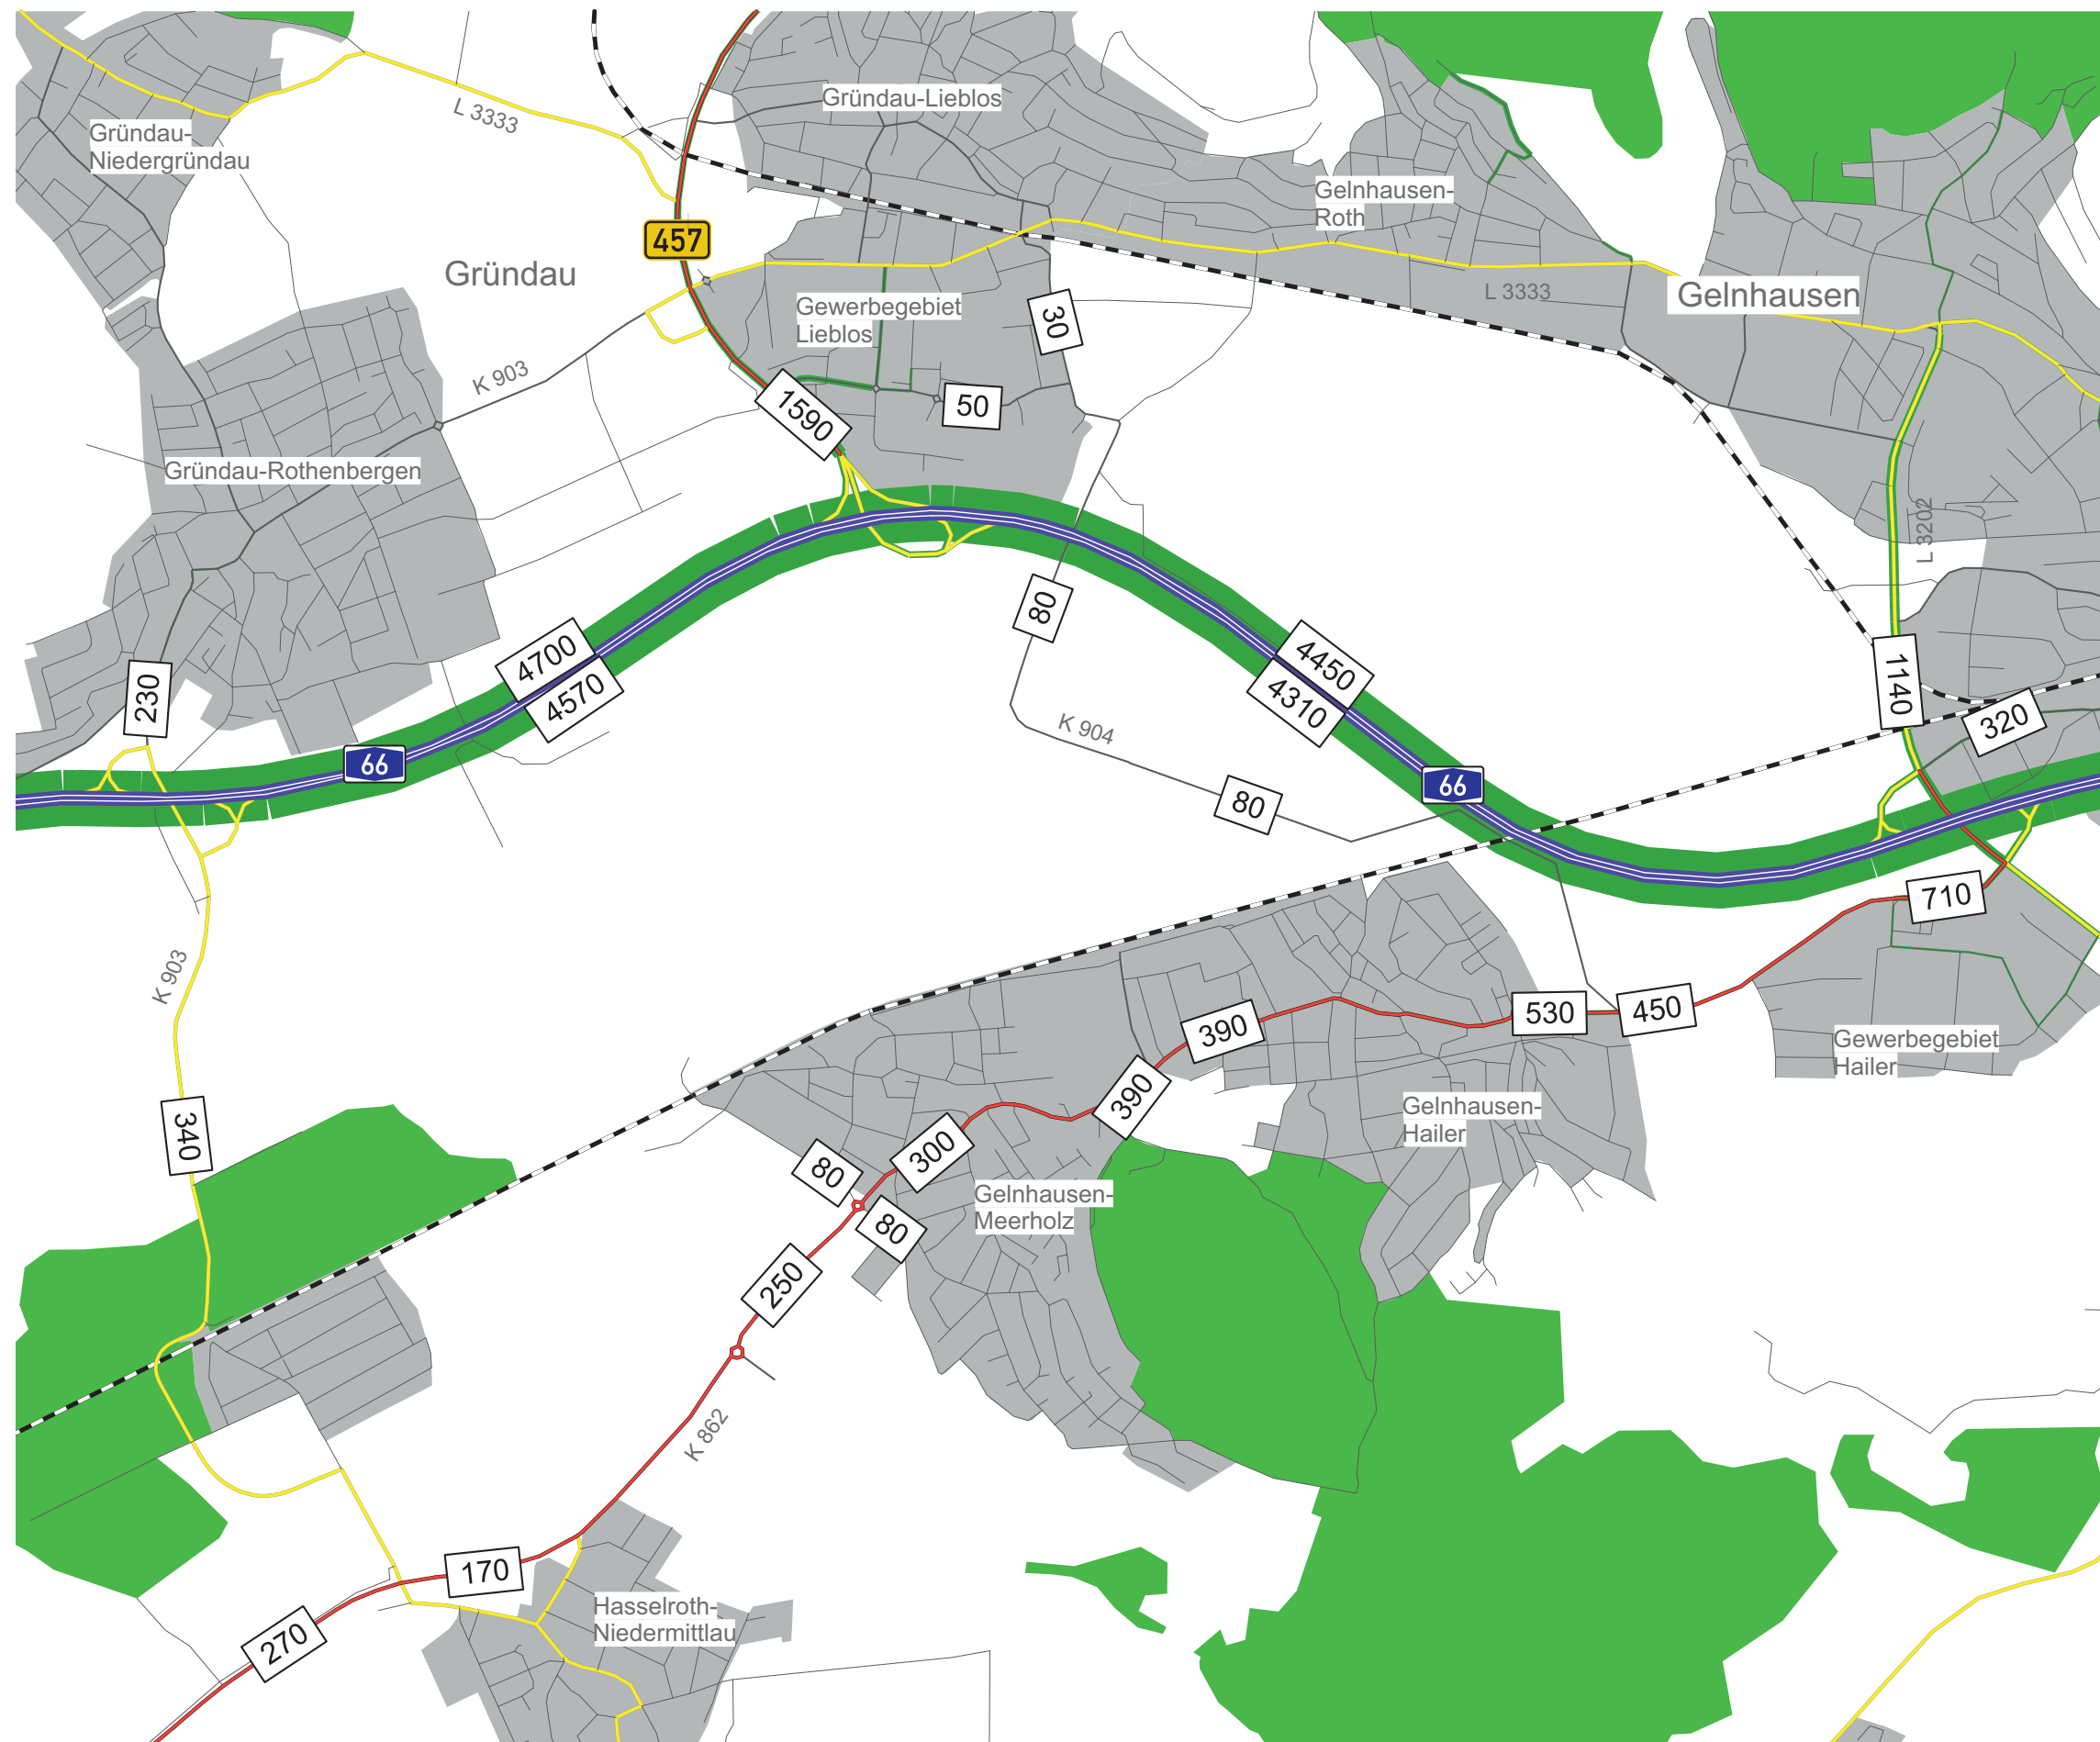 Gründau-Lieblos
L 3333
Gründau-
Niedergründau
Gelnhausen-
Roth
457
Gründau
L 3333
Gelnhausen
Gewerbegebiet
Lieblos
30
K 903
1590
50
Gründau-Rothenbergen
L 3202
80
4700
4570
4450
4310
230
1140
320
K 904
66
66
80
710
K 903
390
530
450
Gewerbegebiet
Hailer
340
390
Gelnhausen-
Hailer
300
80
Gelnhausen-
Meerholz
80
250
K 862
170
Hasselroth-
Niedermittlau
270